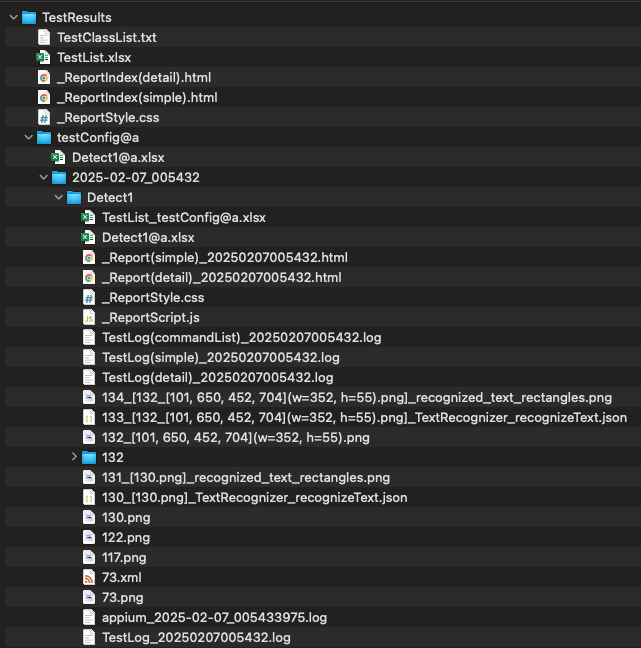 TestResults
TestClassList.txt
TestList.xlsx
_ReportIndex(detail).html
_ReportIndex(simple).html
_ReportStyle.css
testConfig@a
Detect1@a.xlsx
2025-02-07_005432
Detect1
TestList_testConfig@a.xlsx
Detect1@a.xlsx
_Report(simple)_20250207005432.html
_Report(detail)_20250207005432.html
_ReportStyle.css
_ReportScript.js
TestLog(commandList)_20250207005432.log
TestLog(simple)_20250207005432.log
TestLog(detail)_20250207005432.log
134_[132_[101, 650, 452, 704](w=352, h=55).png]_recognized_text_rectangles.png
133_[132_[101, 650, 452, 704](w=352, h=55).png]_TextRecognizer_recognizeText.json
132_[101, 650, 452, 704](w=352, h=55).png
132
131_[130.png]_recognized_text_rectangles.png
130_[130.png]_TextRecognizer_recognizeText.json
130.png
122.png
117.png
73.xml
73.png
appium_2025-02-07_005433975.log
TestLog_20250207005432.log